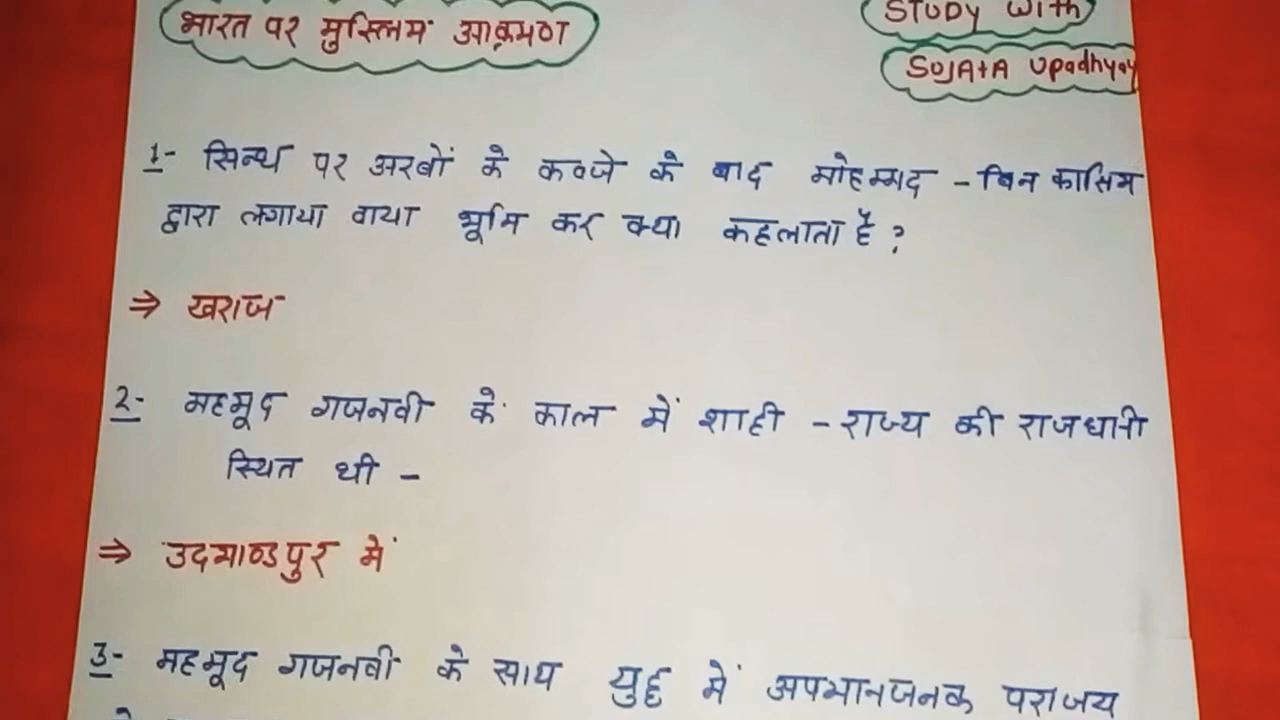 भारत पर मुस्लिम आक्रमण
STUDY WITH
SUJATA Upadhyay
1- सिन्ध पर अरबों के कब्जे के बाद मोहम्मद - बिन कासिम
द्वारा लगाया गया भूमि कर क्या कहलाता है ?
⇒ खराज
2- महमूद गजनवी के काल में शाही - राज्य की राजधानी
स्थित थी -
⇒ उदभाण्डपुर में
3- महमूद गजनवी के साथ युद्ध में अपमानजनक पराजय